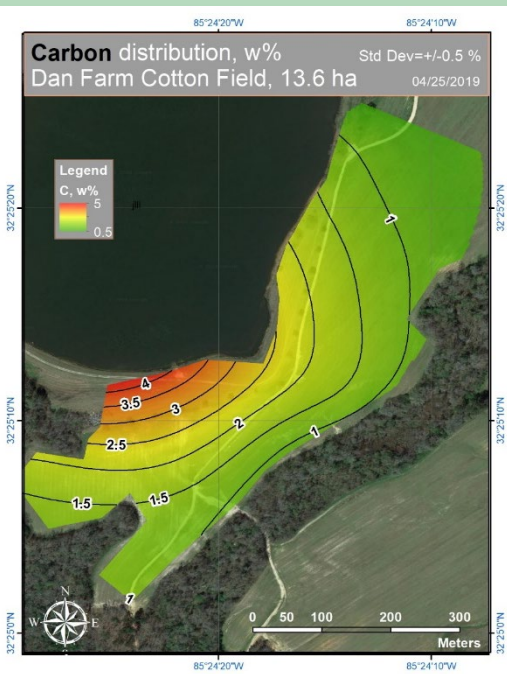 85°24'20"W 85°24'10"W
Carbon distribution, w% Std Dev=+/-0.5 %
Dan Farm Cotton Field, 13.6 ha 04/25/2019
Legend
C, w%
5
0.5
32°25'20"N 32°25'20"N
1
4
3.5
3
2
1
2.5
32°25'10"N 32°25'10"N
1.5
1.5
1
N
W E
0 50 100 200 300
Meters
32°25'0"N 32°25'0"N
85°24'20"W 85°24'10"W